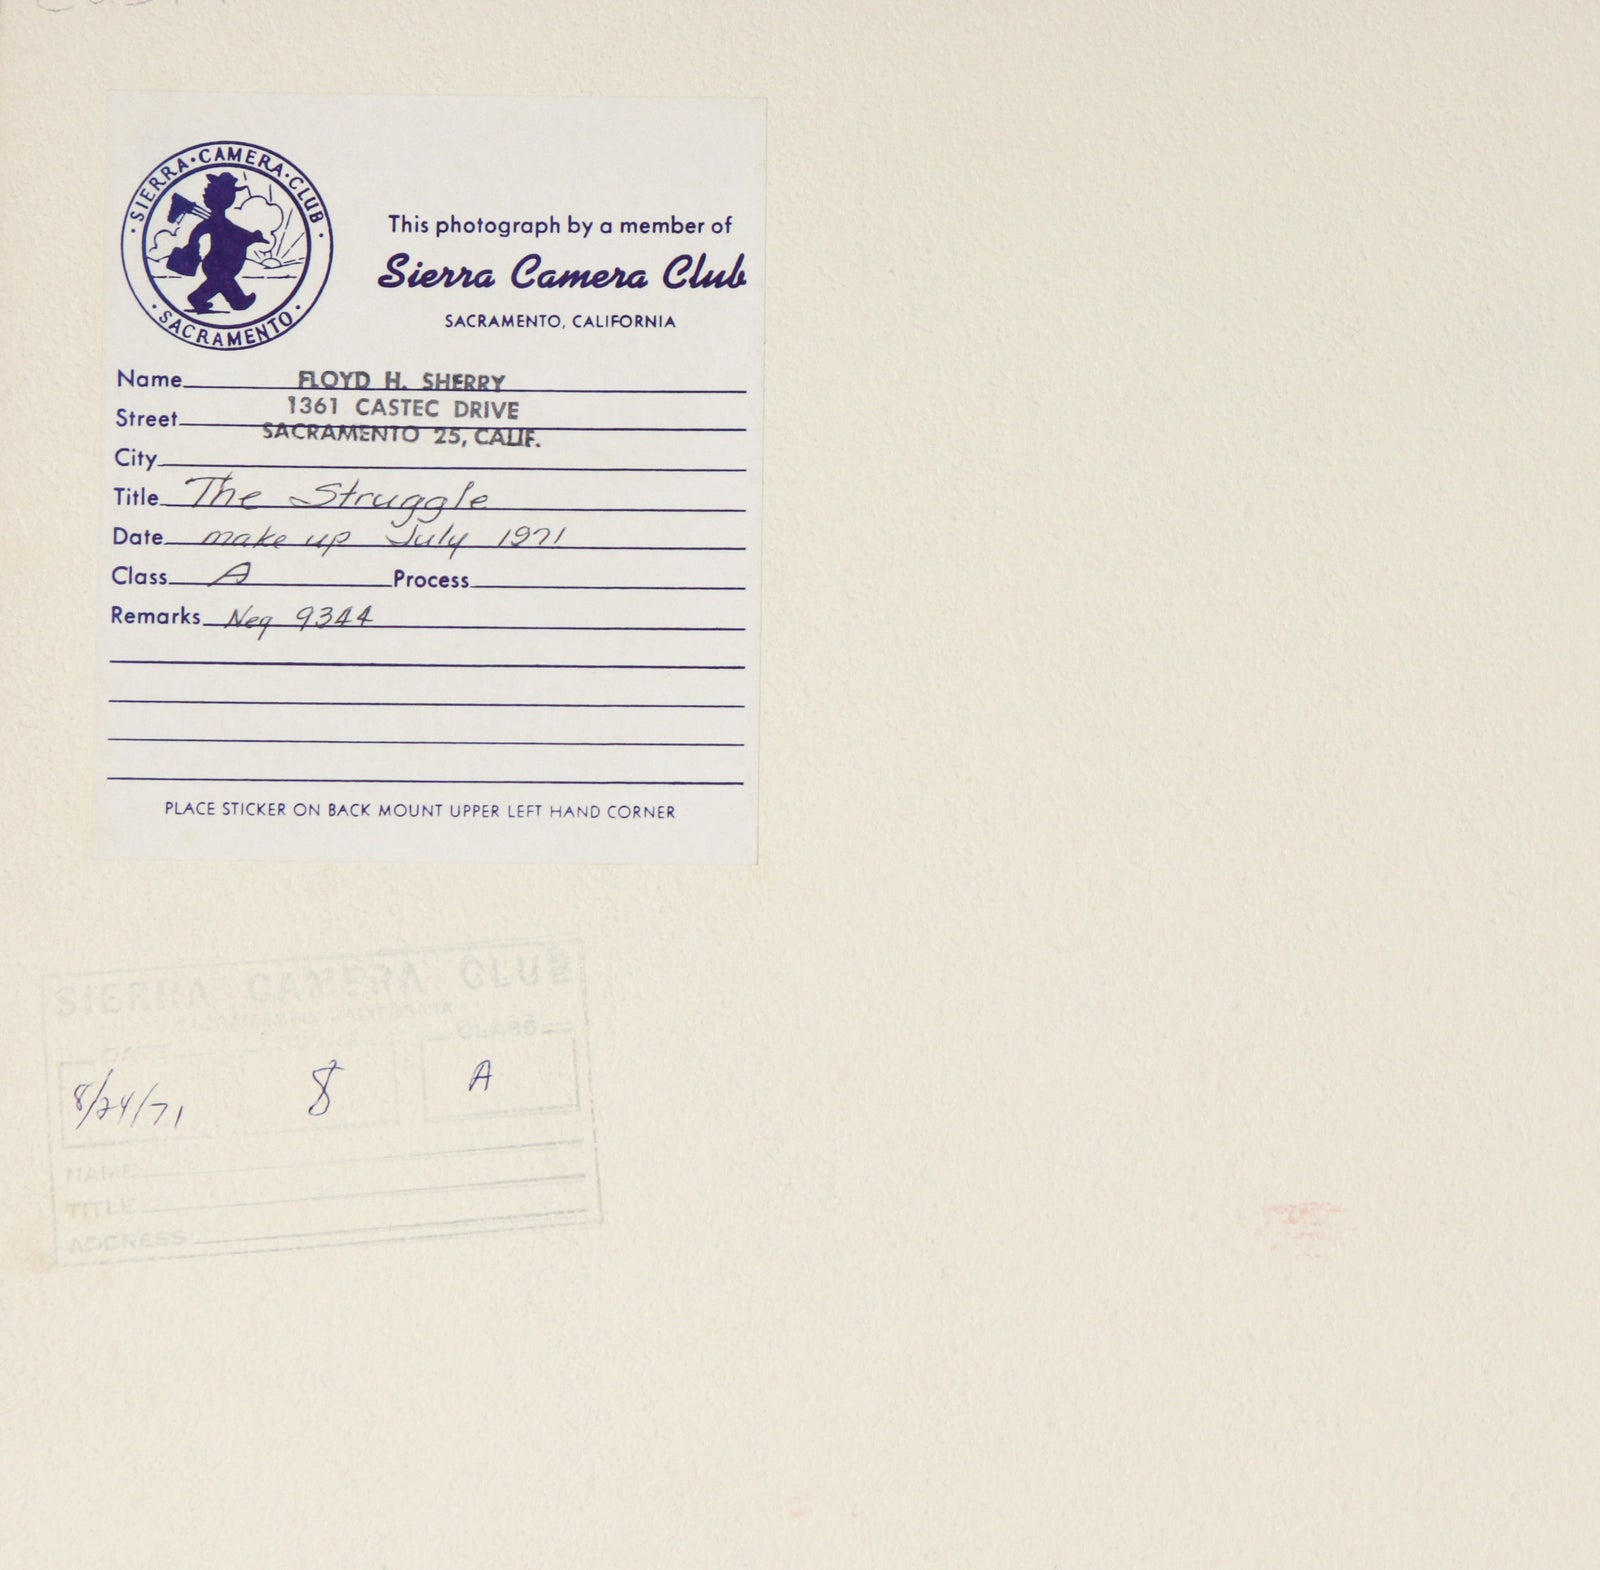 SIERRA · CAMERA · CLUB
· SACRAMENTO ·
This photograph by a member of
Sierra Camera Club
SACRAMENTO, CALIFORNIA
Name FLOYD H. SHERRY
1361 CASTEC DRIVE
Street
SACRAMENTO 25, CALIF.
City
Title The Struggle
Date make up July 1971
Class A Process
Remarks Neg 9344
PLACE STICKER ON BACK MOUNT UPPER LEFT HAND CORNER
SIERRA CAMERA CLUB
SACRAMENTO CALIFORNIA
DATE CLASS
8/24/71 8 A
NAME
TITLE
ADDRESS